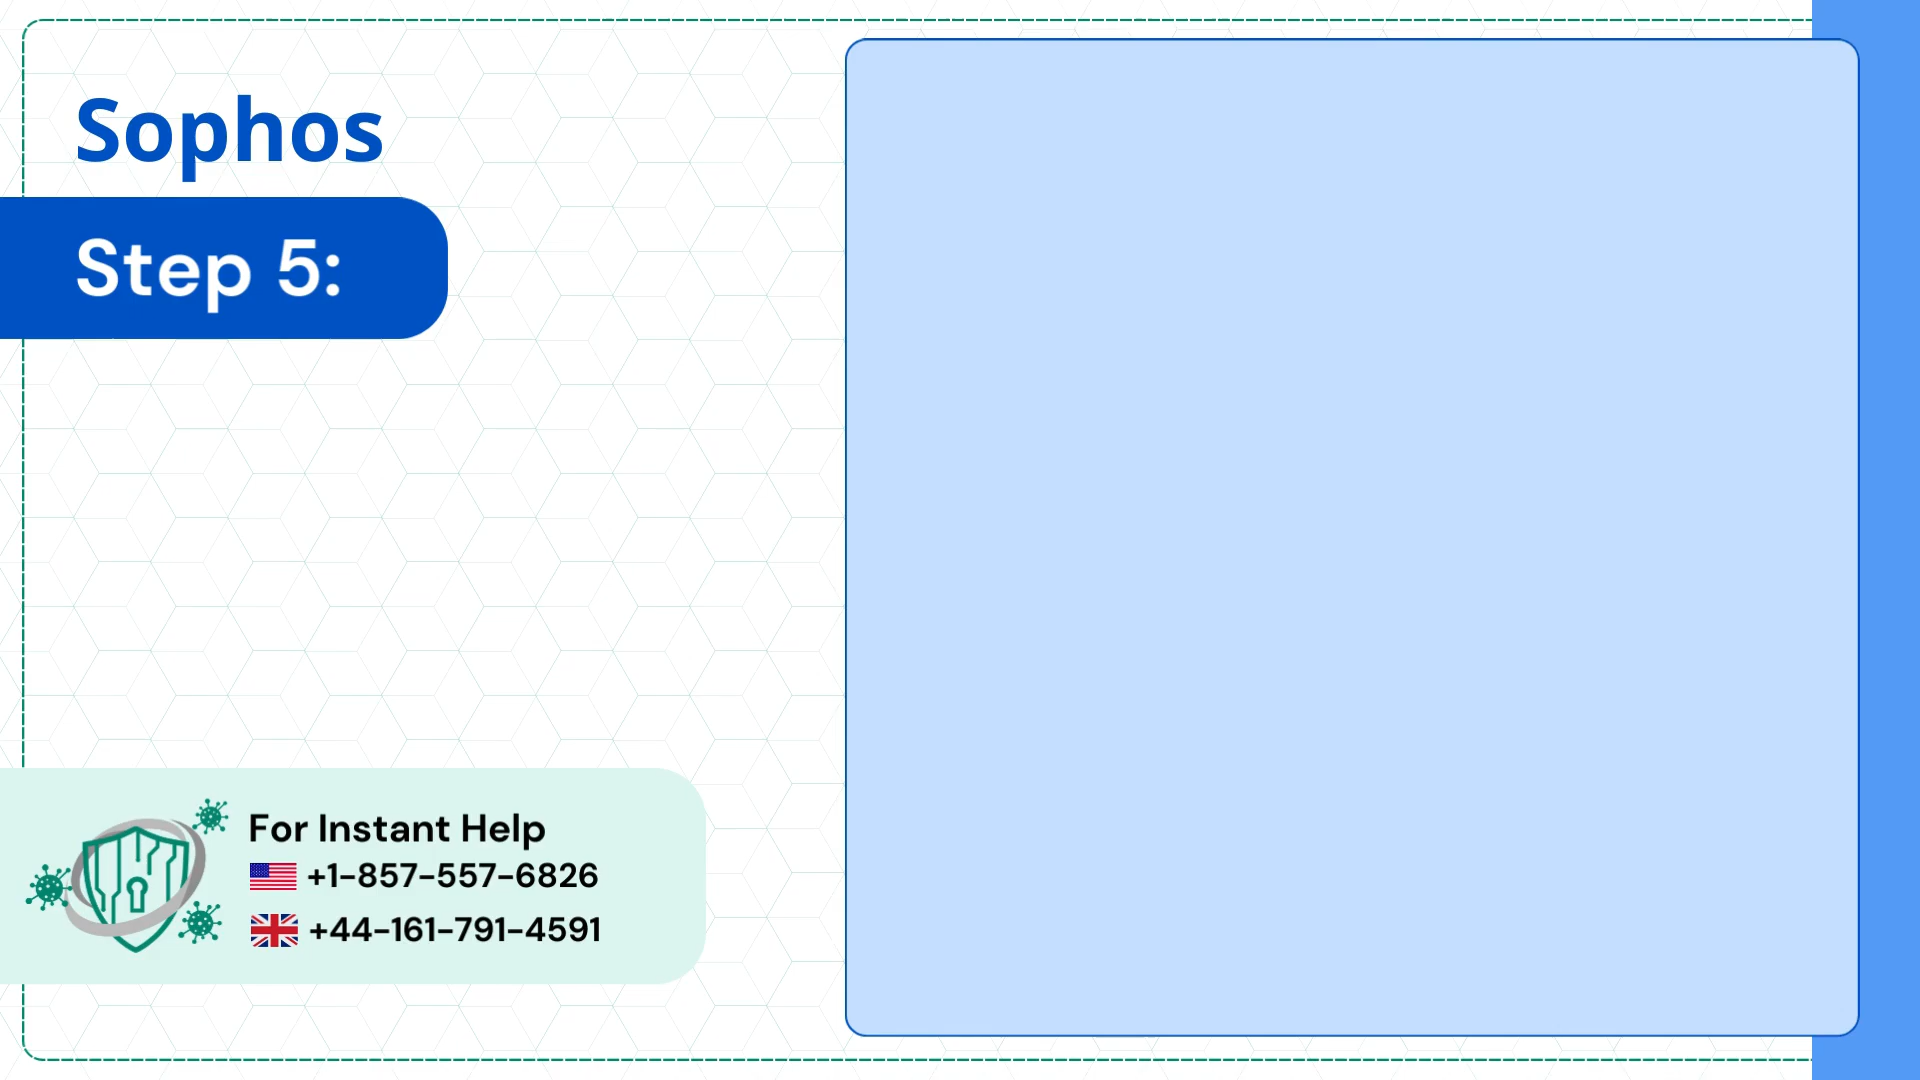 Sophos
Step 5:
For Instant Help
+1-857-557-6826
+44-161-791-4591